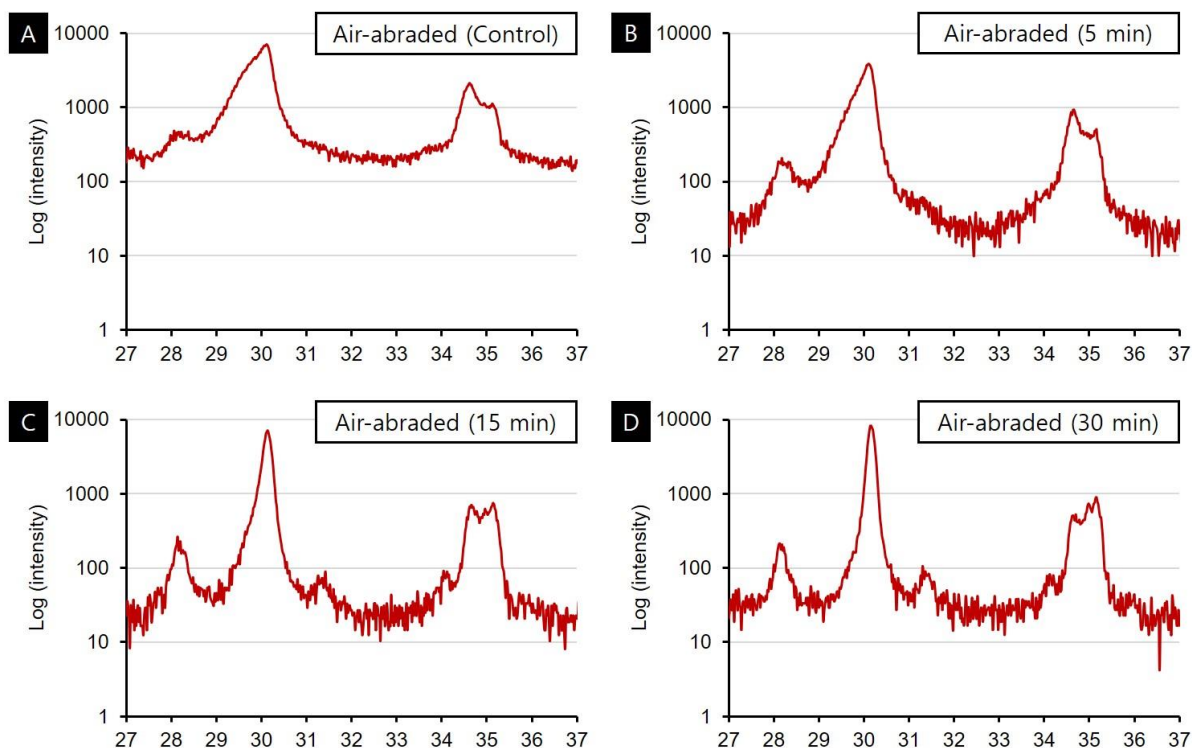 A
Air-abraded (Control)
Log (intensity)
10000
1000
100
10
1
27 28 29 30 31 32 33 34 35 36 37
B
Air-abraded (5 min)
Log (intensity)
10000
1000
100
10
1
27 28 29 30 31 32 33 34 35 36 37
C
Air-abraded (15 min)
Log (intensity)
10000
1000
100
10
1
27 28 29 30 31 32 33 34 35 36 37
D
Air-abraded (30 min)
Log (intensity)
10000
1000
100
10
1
27 28 29 30 31 32 33 34 35 36 37